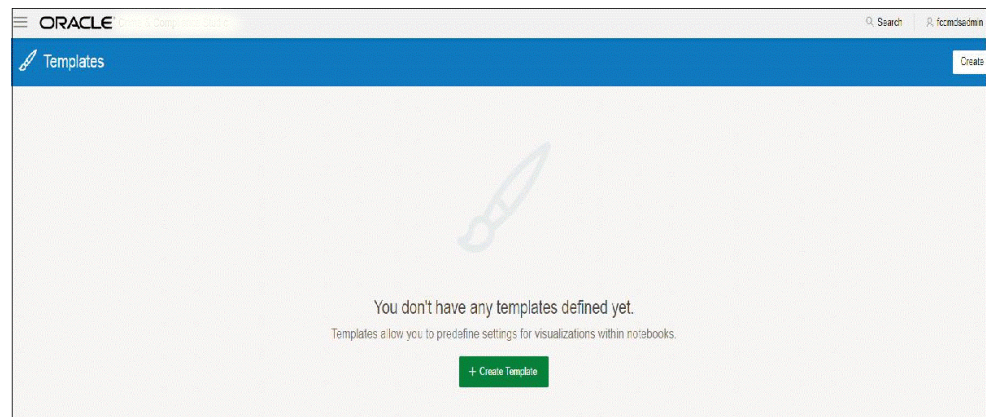 ORACLE
Search
fccmdsadmin
Templates
Create
You don't have any templates defined yet.
Templates allow you to predefine settings for visualizations within notebooks.
+ Create Template